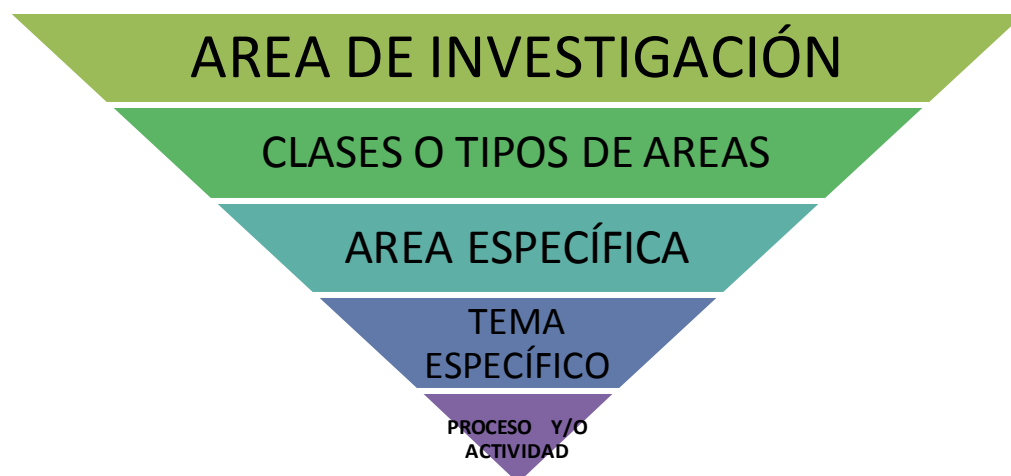 AREA DE INVESTIGACIÓN
CLASES O TIPOS DE AREAS
AREA ESPECÍFICA
TEMA
ESPECÍFICO
PROCESO Y/O
ACTIVIDAD